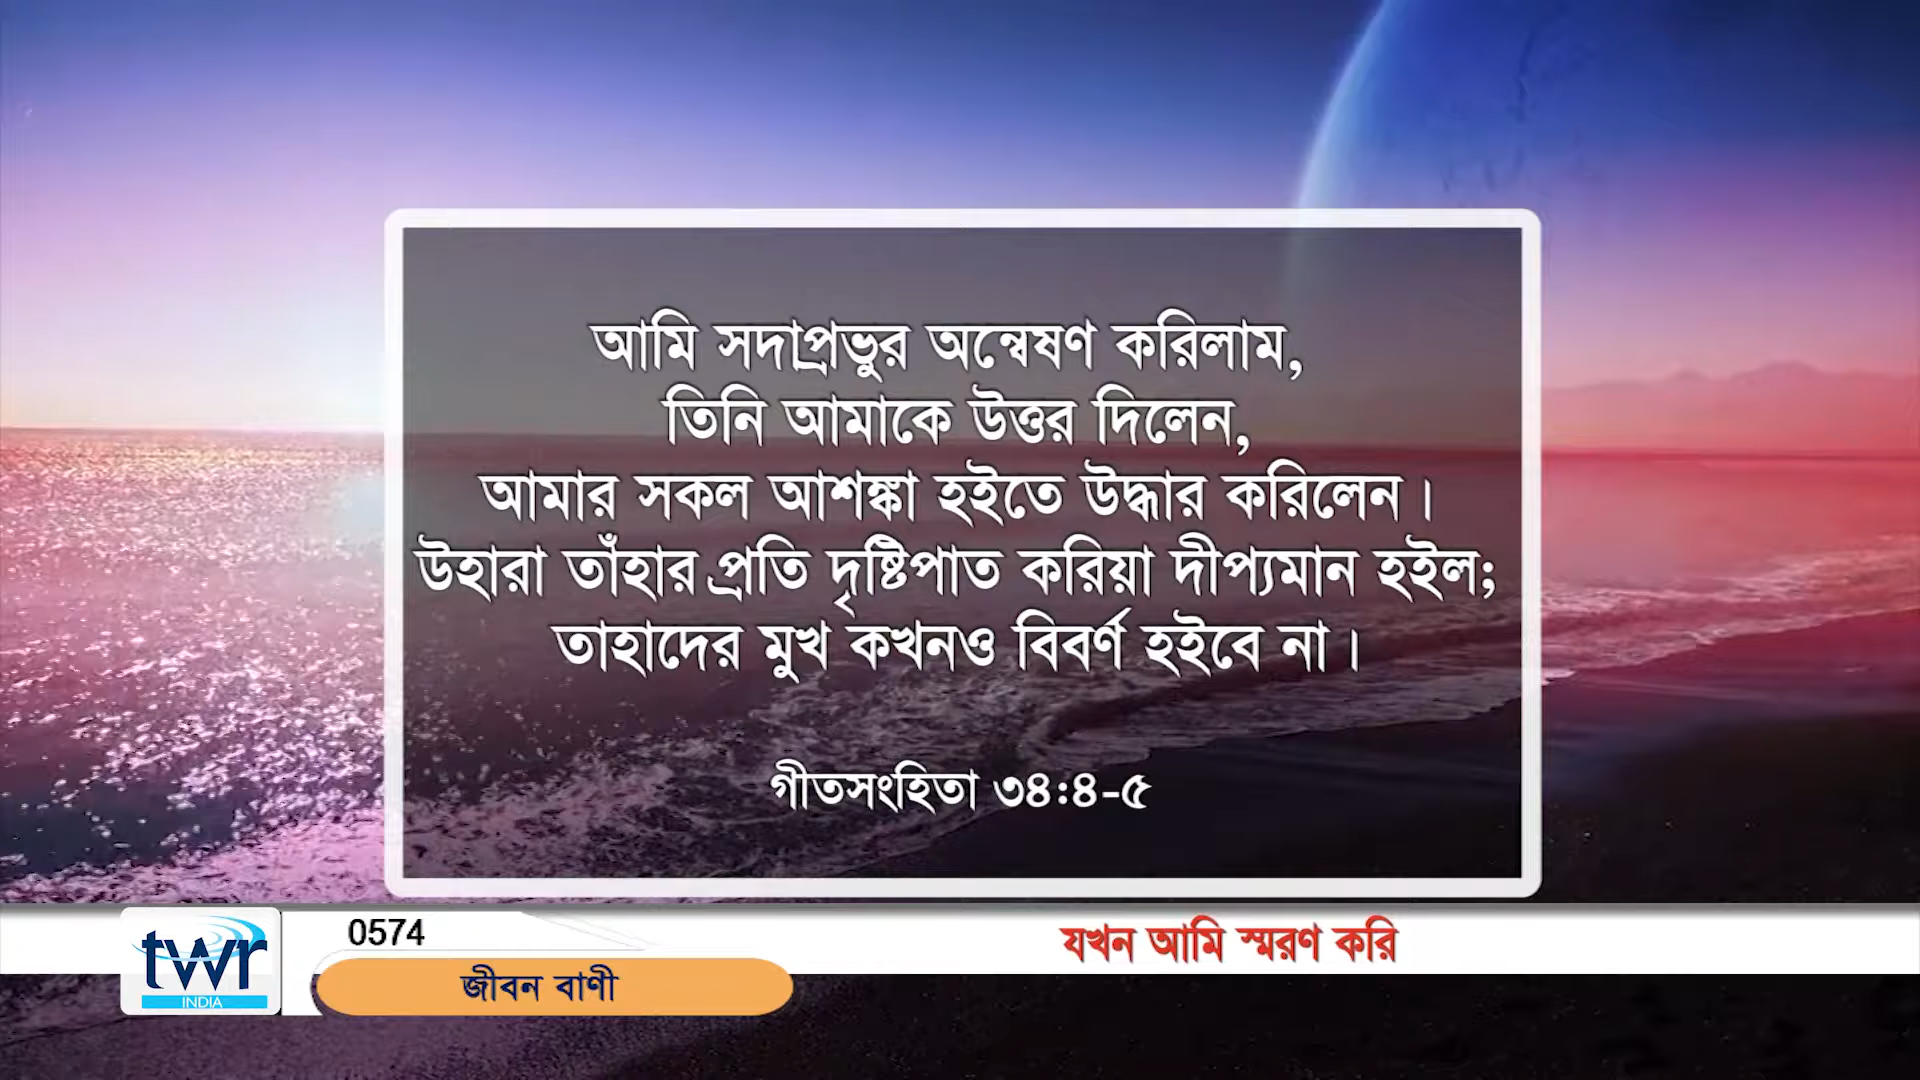 আমি সদাপ্রভুর অন্বেষণ করিলাম,
তিনি আমাকে উত্তর দিলেন,
আমার সকল আশঙ্কা হইতে উদ্ধার করিলেন।
উহারা তাঁহার প্রতি দৃষ্টিপাত করিয়া দীপ্যমান হইল;
তাহাদের মুখ কখনও বিবর্ণ হইবে না।
গীতসংহিতা ৩৪:৪-৫
0574
যখন আমি স্মরণ করি
twr
INDIA
জীবন বাণী